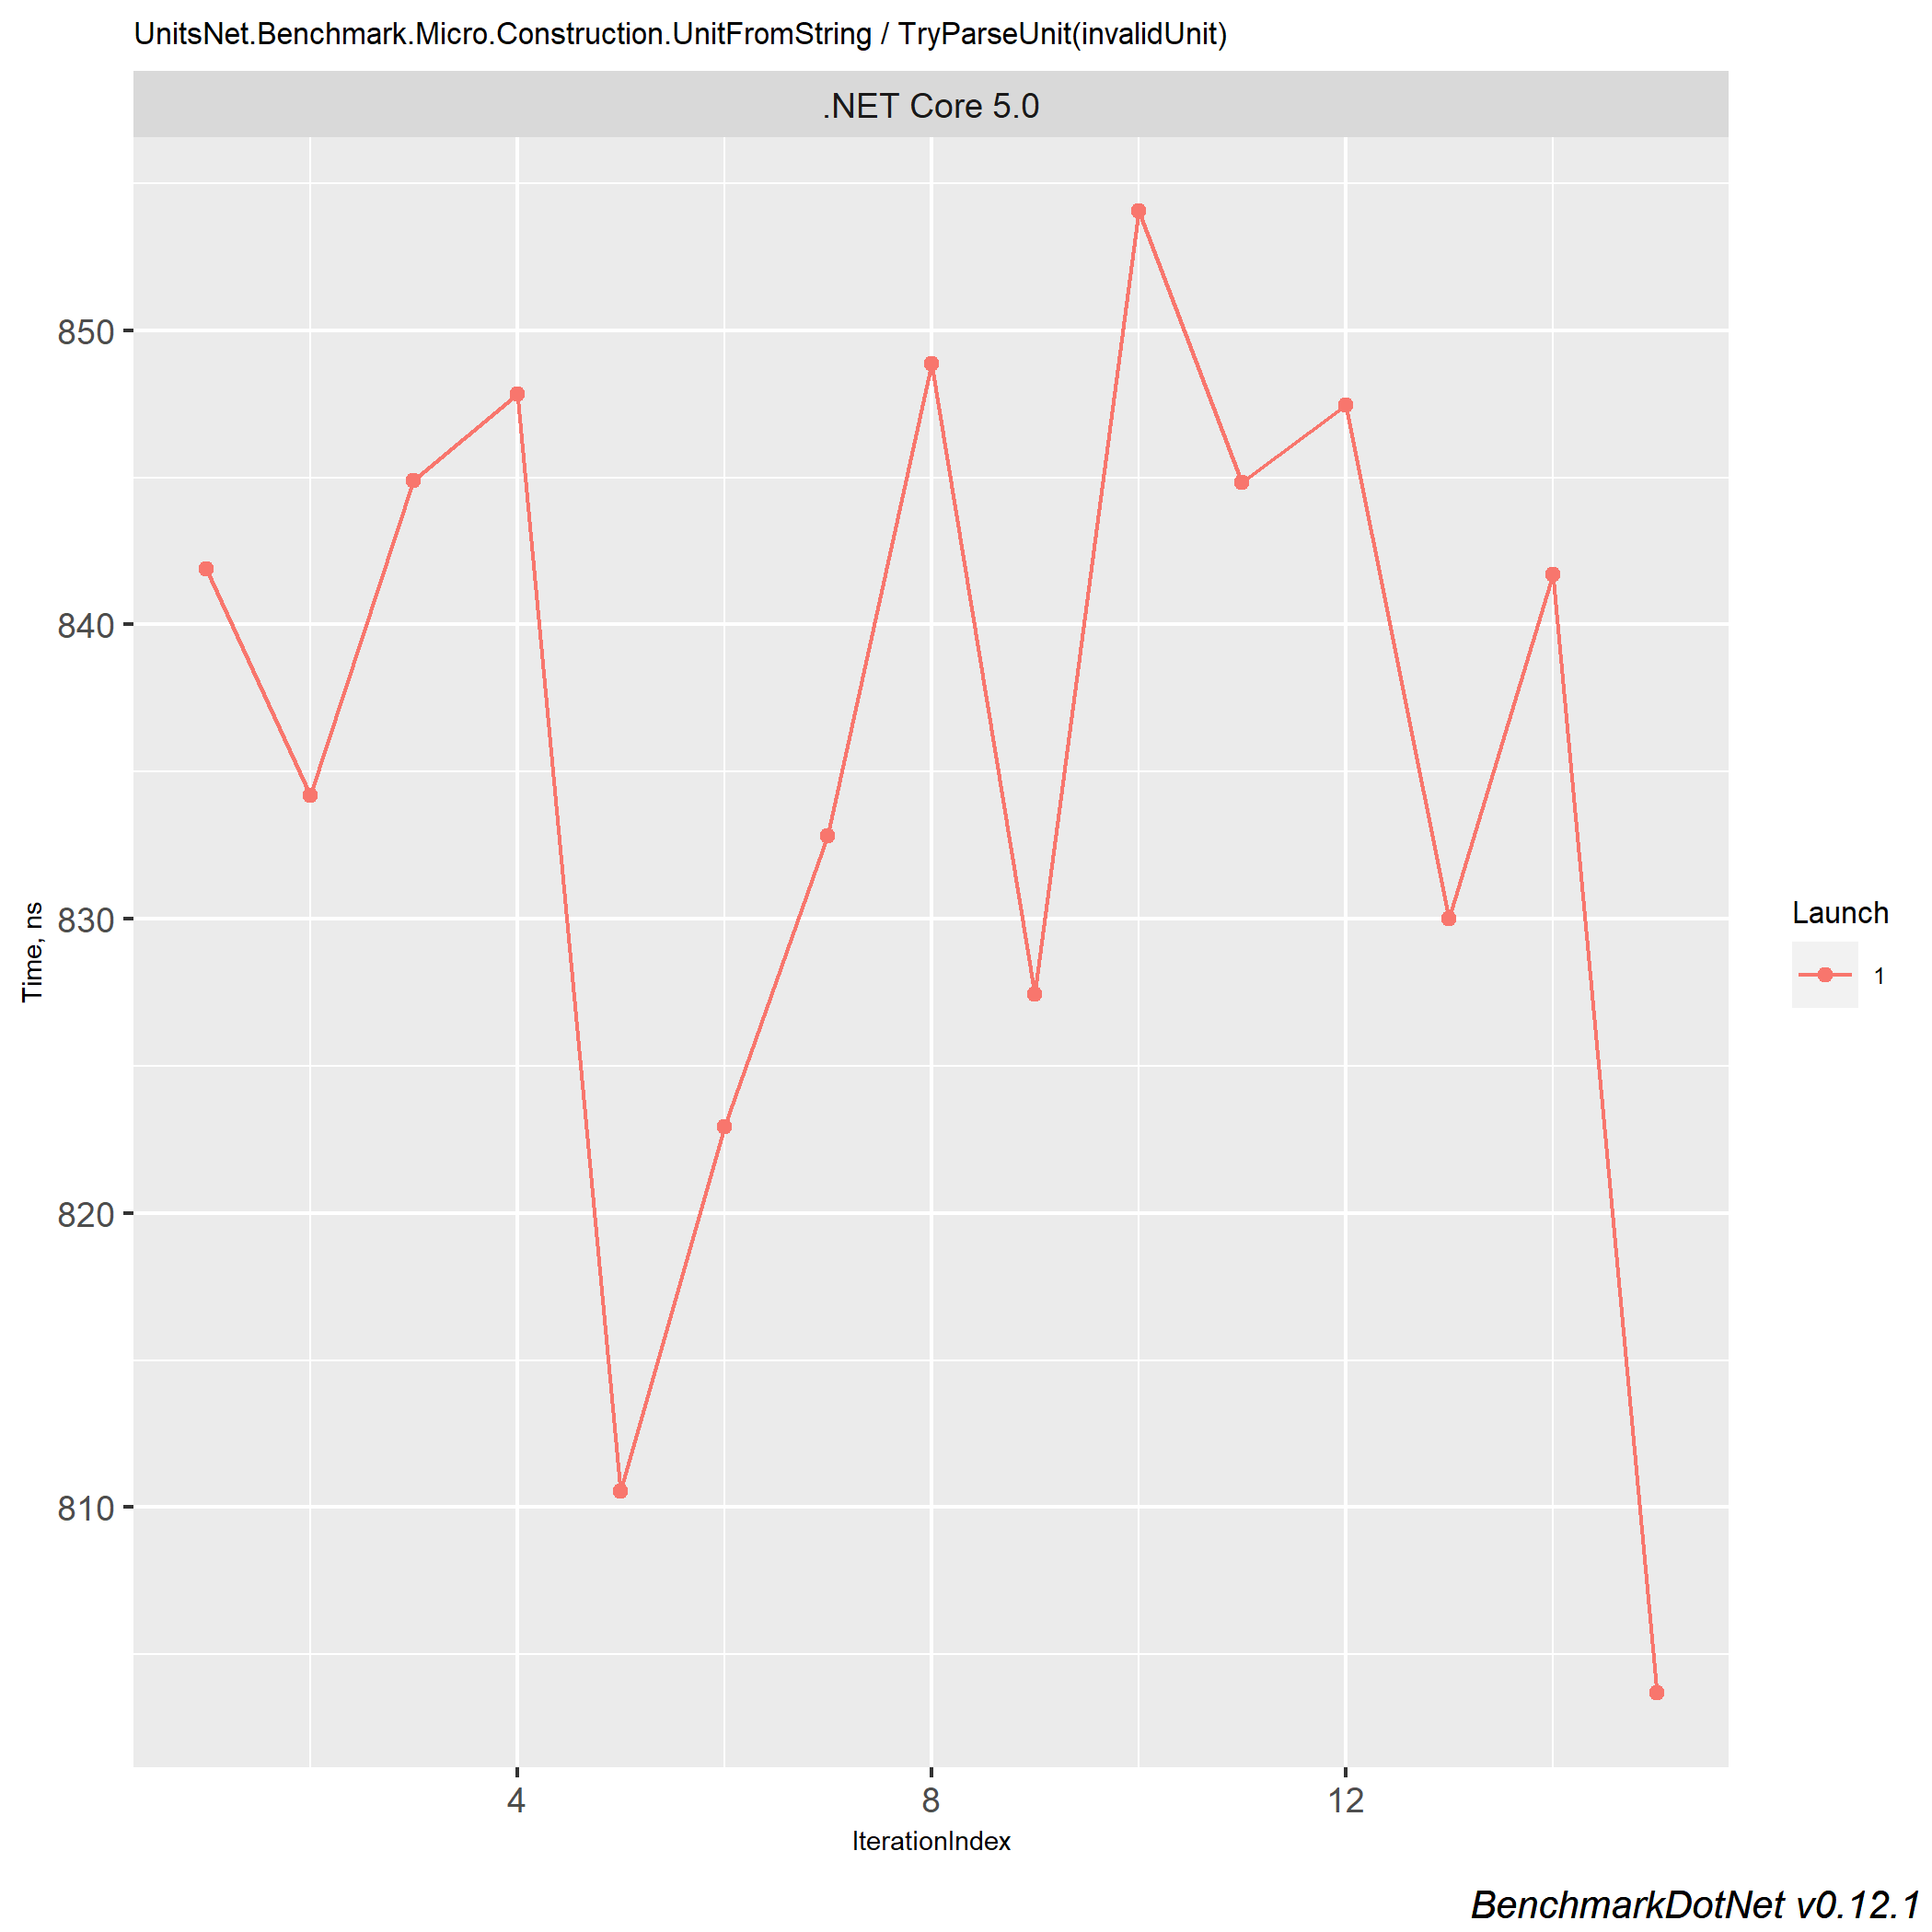 UnitsNet.Benchmark.Micro.Construction.UnitFromString / TryParseUnit(invalidUnit)
.NET Core 5.0
850
840
830
820
810
Time, ns
4
8
12
IterationIndex
Launch
1
BenchmarkDotNet v0.12.1